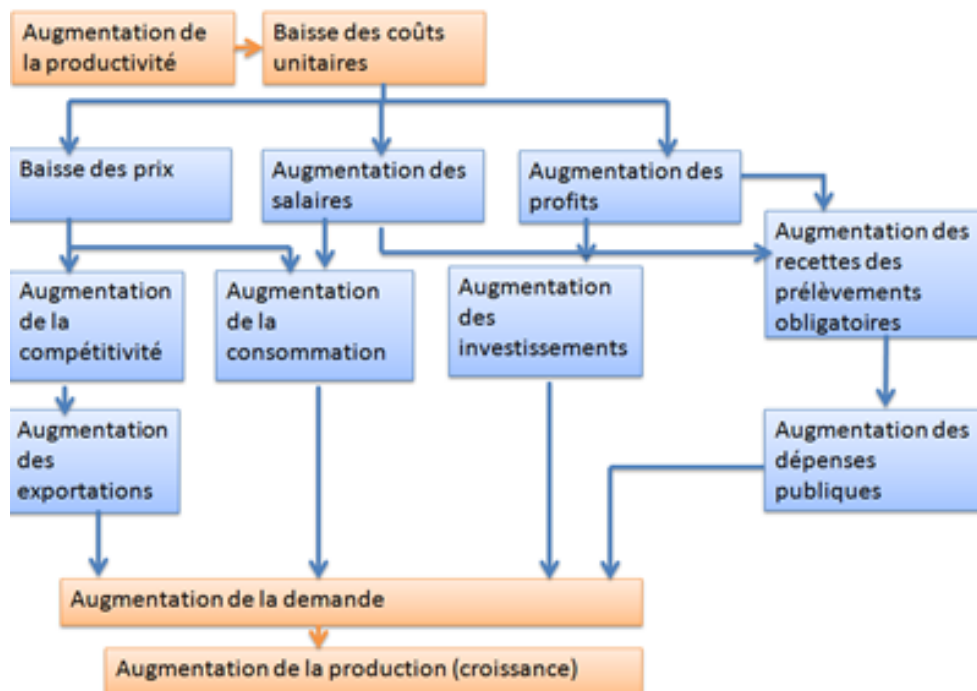 Augmentation de
la productivité
Baisse des coûts
unitaires
Baisse des prix
Augmentation des
salaires
Augmentation des
profits
Augmentation des
recettes des
prélèvements
obligatoires
Augmentation
de la
compétitivité
Augmentation
de la
consommation
Augmentation
des
investissements
Augmentation
des
exportations
Augmentation des
dépenses
publiques
Augmentation de la demande
Augmentation de la production (croissance)